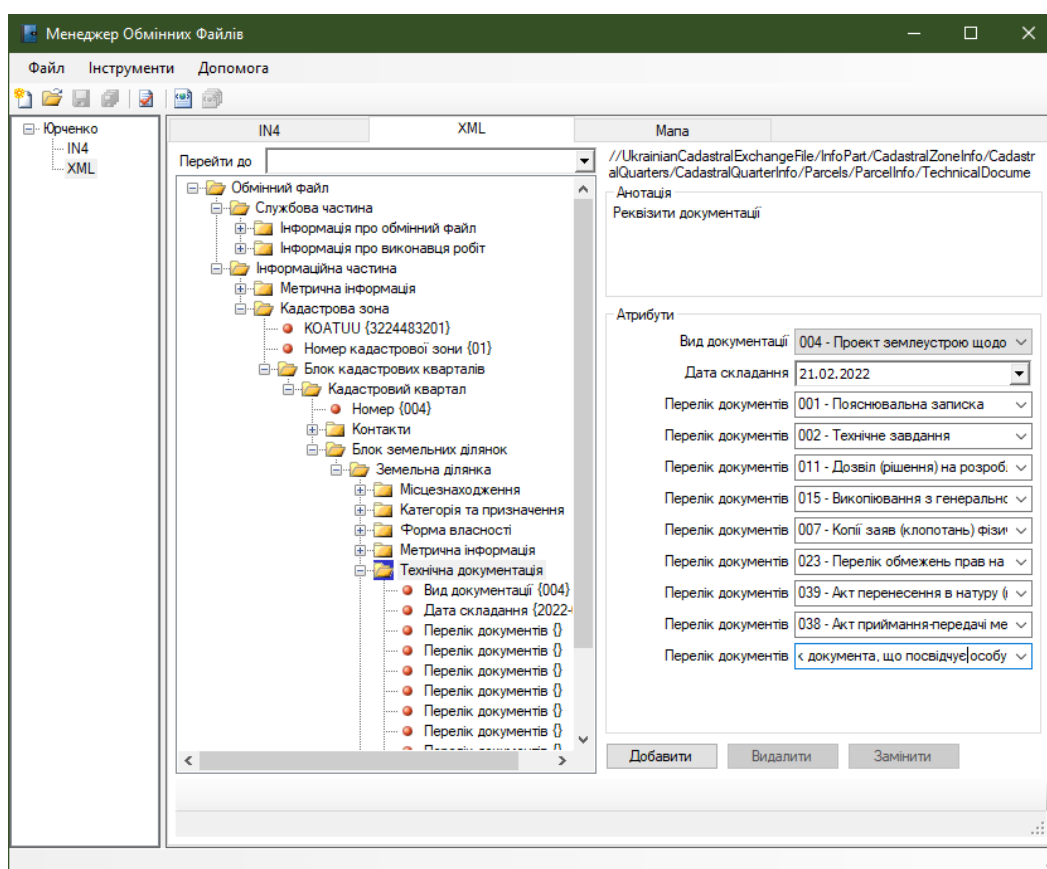 Менеджер Обмінних Файлів
Файл Інструменти Допомога
Юрченко
IN4
XML
IN4 XML Мапа
Перейти до
Обмінний файл
Службова частина
Інформація про обмінний файл
Інформація про виконавця робіт
Інформаційна частина
Метрична інформація
Кадастрова зона
KOATUU {3224483201}
Номер кадастрової зони {01}
Блок кадастрових кварталів
Кадастровий квартал
Номер {004}
Контакти
Блок земельних ділянок
Земельна ділянка
Місцезнаходження
Категорія та призначення
Форма власності
Метрична інформація
Технічна документація
Вид документації {004}
Дата складання {2022-
Перелік документів {}
Перелік документів {}
Перелік документів {}
Перелік документів {}
Перелік документів {}
Перелік документів {}
//UkrainianCadastralExchangeFile/InfoPart/CadastralZoneInfo/Cadastr
alQuarters/CadastralQuarterInfo/Parcels/ParcelInfo/TechnicalDocume
Анотація
Реквізити документації
Атрибути
Вид документації 004 - Проект землеустрою щодо
Дата складання 21.02.2022
Перелік документів 001 - Пояснювальна записка
Перелік документів 002 - Технічне завдання
Перелік документів 011 - Дозвіл (рішення) на розроб.
Перелік документів 015 - Викопіювання з генерально
Перелік документів 007 - Копії заяв (клопотань) фізи
Перелік документів 023 - Перелік обмежень прав на
Перелік документів 039 - Акт перенесення в натуру (
Перелік документів 038 - Акт приймання-передачі ме
Перелік документів документа, що посвідчує особу
Добавити Видалити Замінити